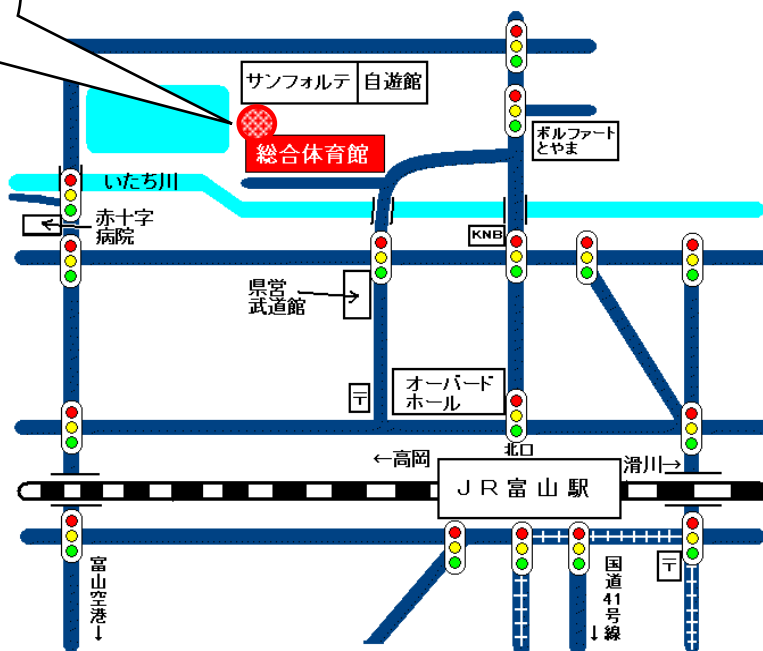 サンフォルテ
自遊館
総合体育館
ボルファート
とやま
いたち川
赤十字
病院
KNB
県営
武道館
〒
オーバード
ホール
北口
←高岡
滑川→
JR富山駅
富山空港↓
国道41号線
↓
〒